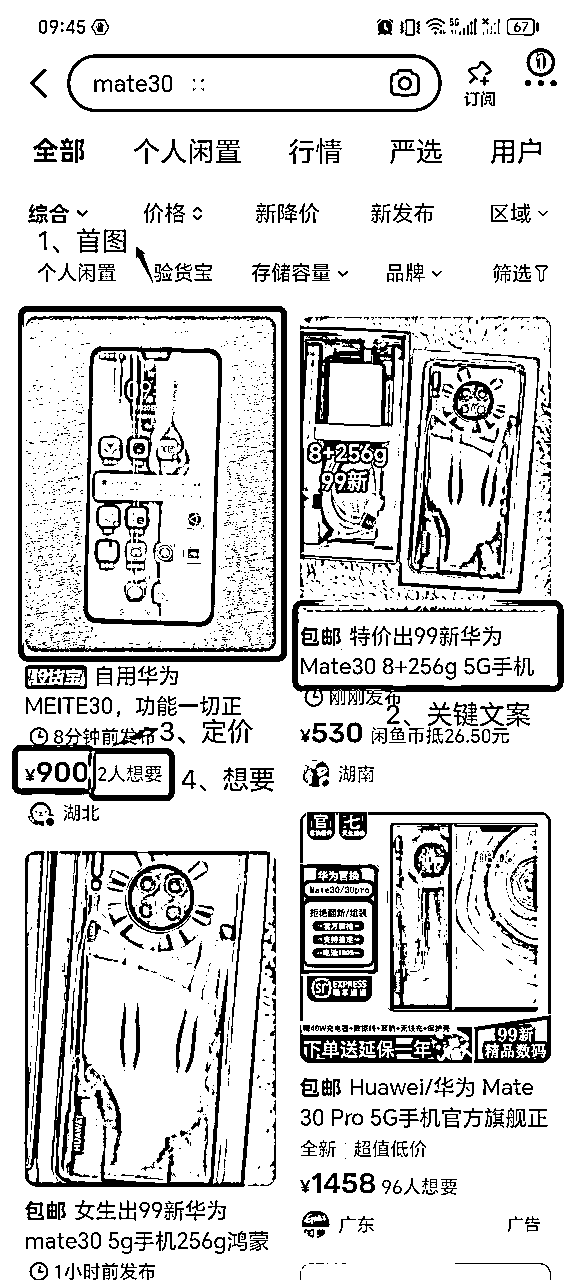 09:45
5G
67
mate30
订阅
全部
个人闲置
行情
严选
用户
综合
价格
新降价
新发布
区域
1、首图
个人闲置
验货宝
存储容量
品牌
筛选
验货宝 自用华为
MEITE30，功能一切正
8分钟前发布
3、定价
¥900
2人想要
4、想要
湖北
8+256g
99新
包邮 特价出99新华为
Mate30 8+256g 5G手机
刚刚发布
2、关键文案
¥530 闲鱼币抵26.50元
湖南
包邮 女生出99新华为
mate30 5g手机256g鸿蒙
1小时前发布
华为官换
Mate30/30pro
拒绝翻新/组装
EXPRESS
下单送延保三年
99新
精品数码
包邮 Huawei/华为 Mate
30 Pro 5G手机官方旗舰正
全新
超值低价
¥1458 96人想要
广东
广告